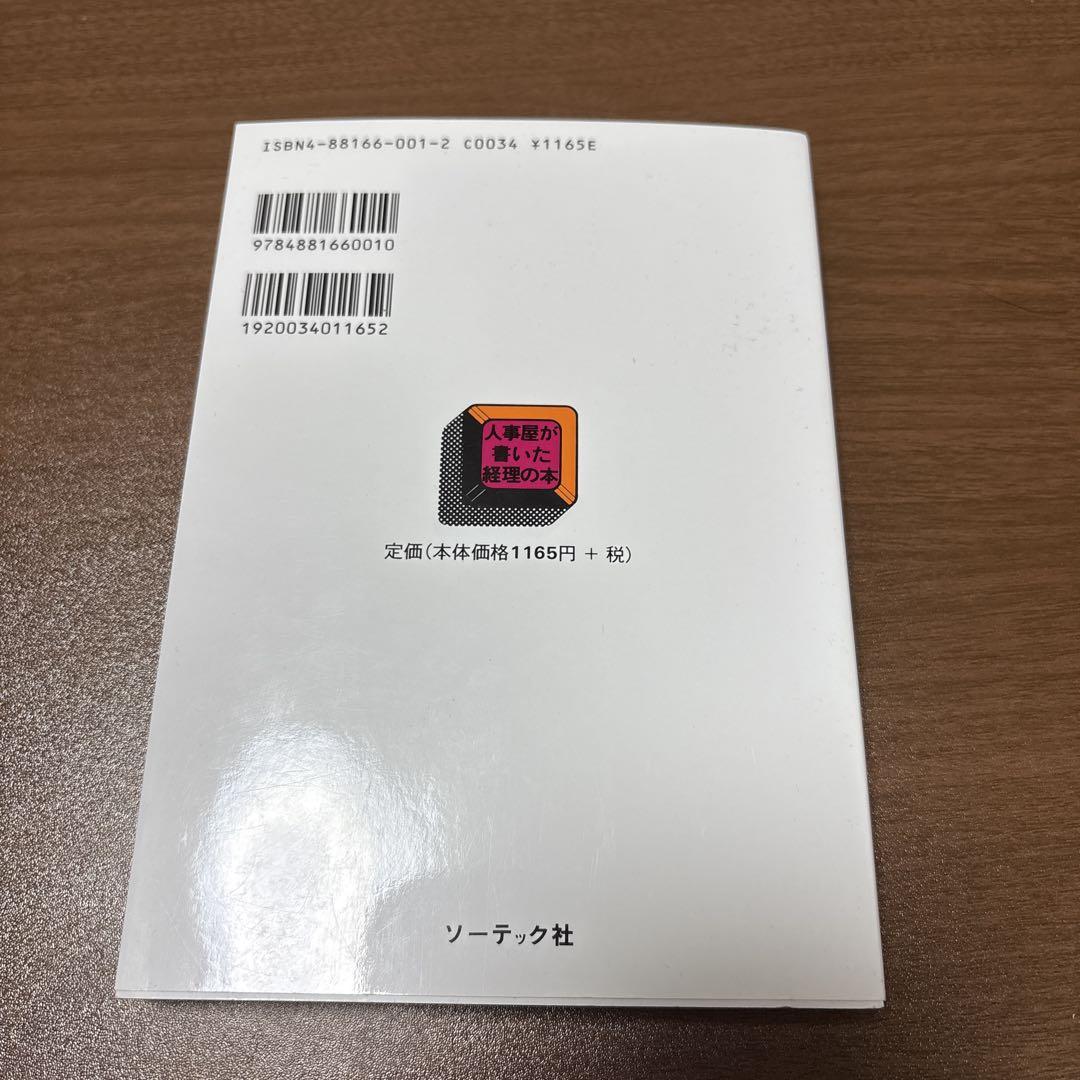 ISBN4-88166-001-2 C0034 ¥1165E
9784881660010
1920034011652
人事屋が
書いた
経理の本
定価(本体価格1165円 + 税)
ソーテック社